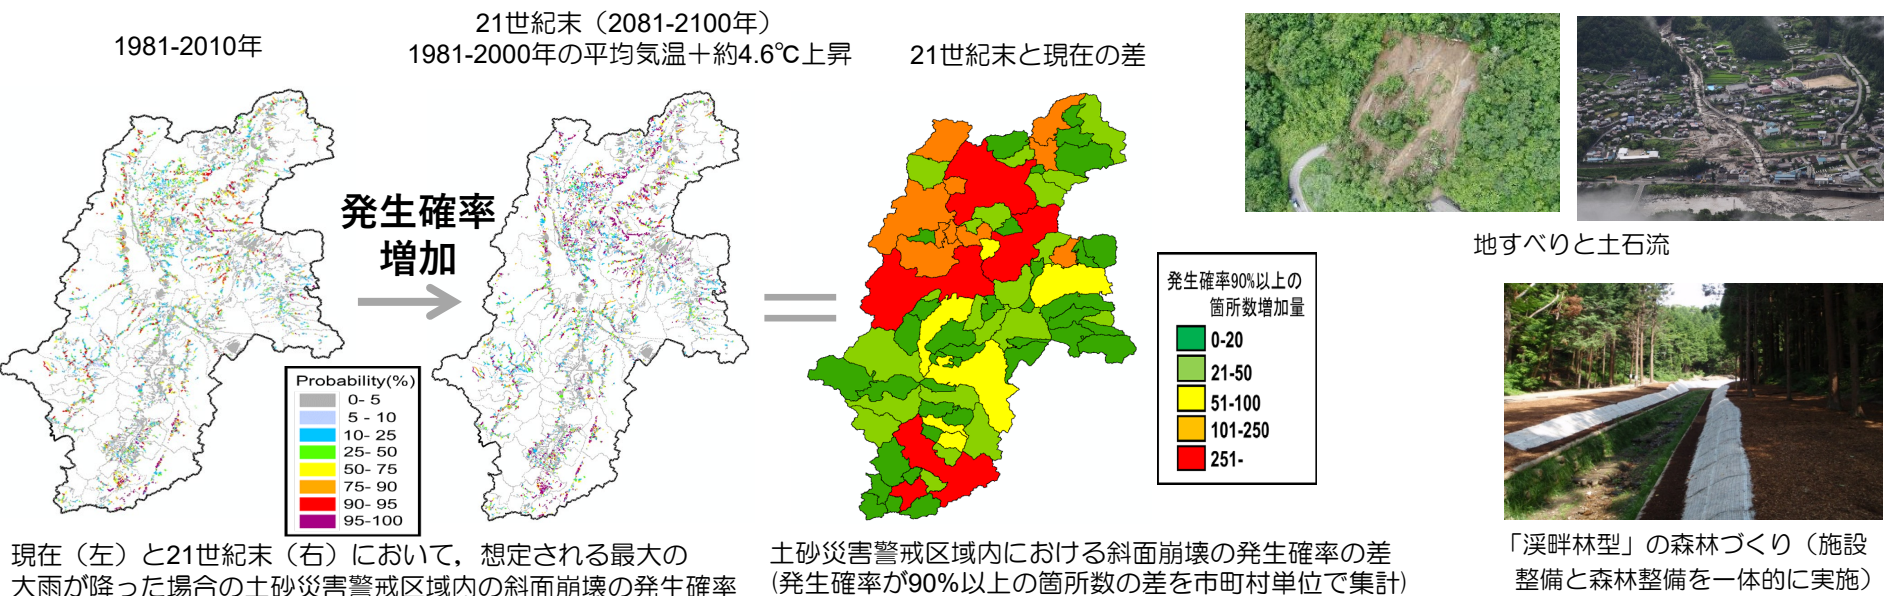 1981-2010年
21世紀末（2081-2100年）
1981-2000年の平均気温＋約4.6℃上昇
21世紀末と現在の差
発生確率
増加
Probability(%)
0- 5
5 - 10
10- 25
25- 50
50- 75
75- 90
90- 95
95-100
発生確率90%以上の
箇所数増加量
0-20
21-50
51-100
101-250
251-
地すべりと土石流
現在（左）と21世紀末（右）において，想定される最大の
大雨が降った場合の土砂災害警戒区域内の斜面崩壊の発生確率
土砂災害警戒区域内における斜面崩壊の発生確率の差
(発生確率が90%以上の箇所数の差を市町村単位で集計)
「渓畔林型」の森林づくり（施設
整備と森林整備を一体的に実施）